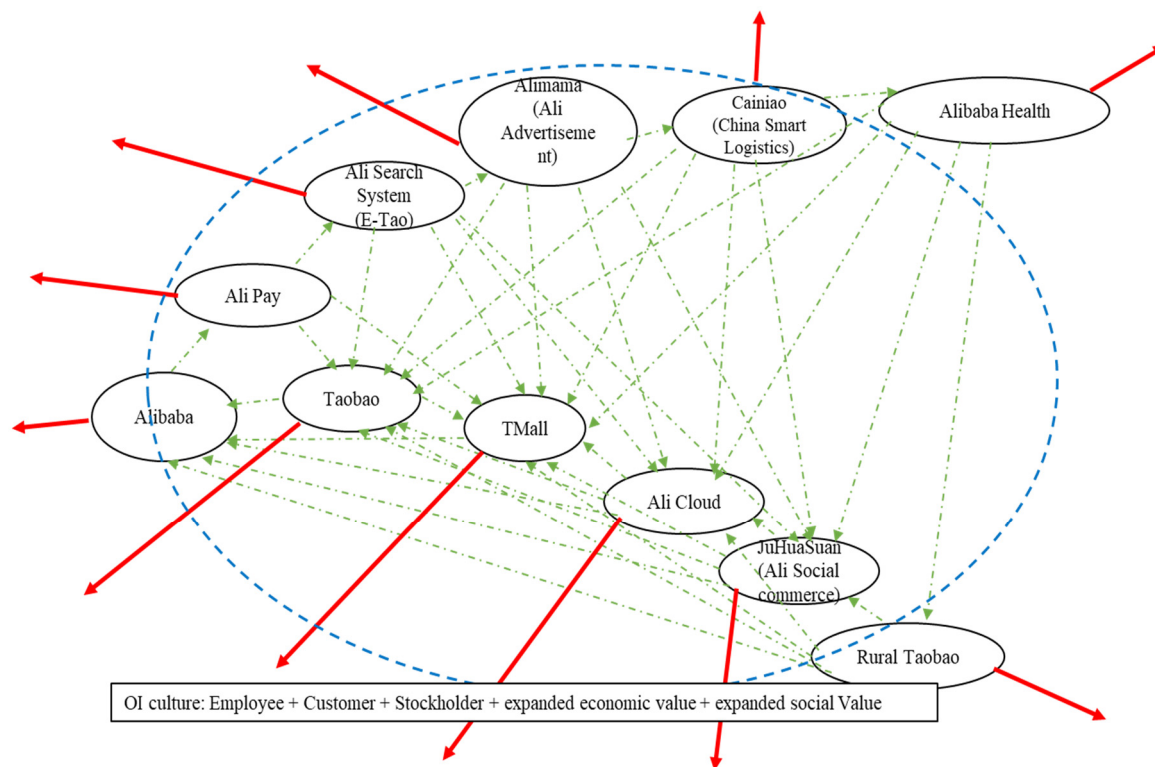 Alimama
(Ali
Advertiseme
nt)
Cainiao
(China Smart
Logistics)
Alibaba Health
Ali Search
System
(E-Tao)
Ali Pay
Alibaba
Taobao
TMall
Ali Cloud
JuHuaSuan
(Ali Social
commerce)
Rural Taobao
OI culture: Employee + Customer + Stockholder + expanded economic value + expanded social Value